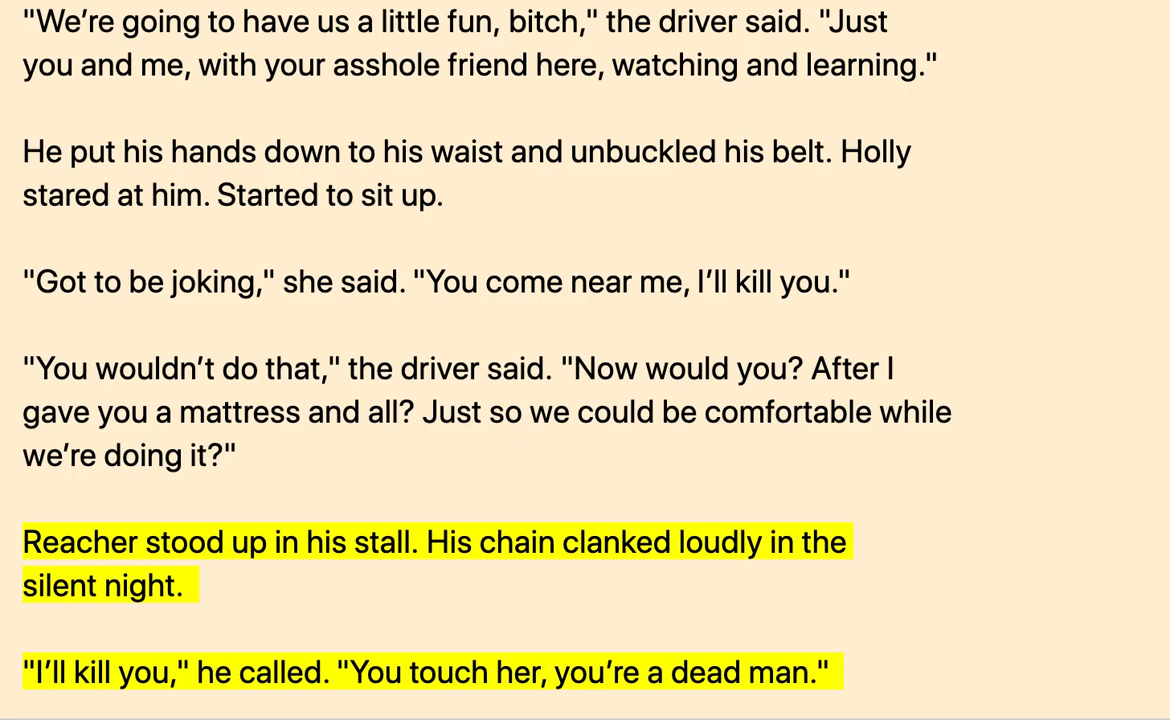 "We’re going to have us a little fun, bitch," the driver said. "Just
you and me, with your asshole friend here, watching and learning."
He put his hands down to his waist and unbuckled his belt. Holly
stared at him. Started to sit up.
"Got to be joking," she said. "You come near me, I’ll kill you."
"You wouldn’t do that," the driver said. "Now would you? After I
gave you a mattress and all? Just so we could be comfortable while
we’re doing it?"
Reacher stood up in his stall. His chain clanked loudly in the
silent night.
"I’ll kill you," he called. "You touch her, you’re a dead man."